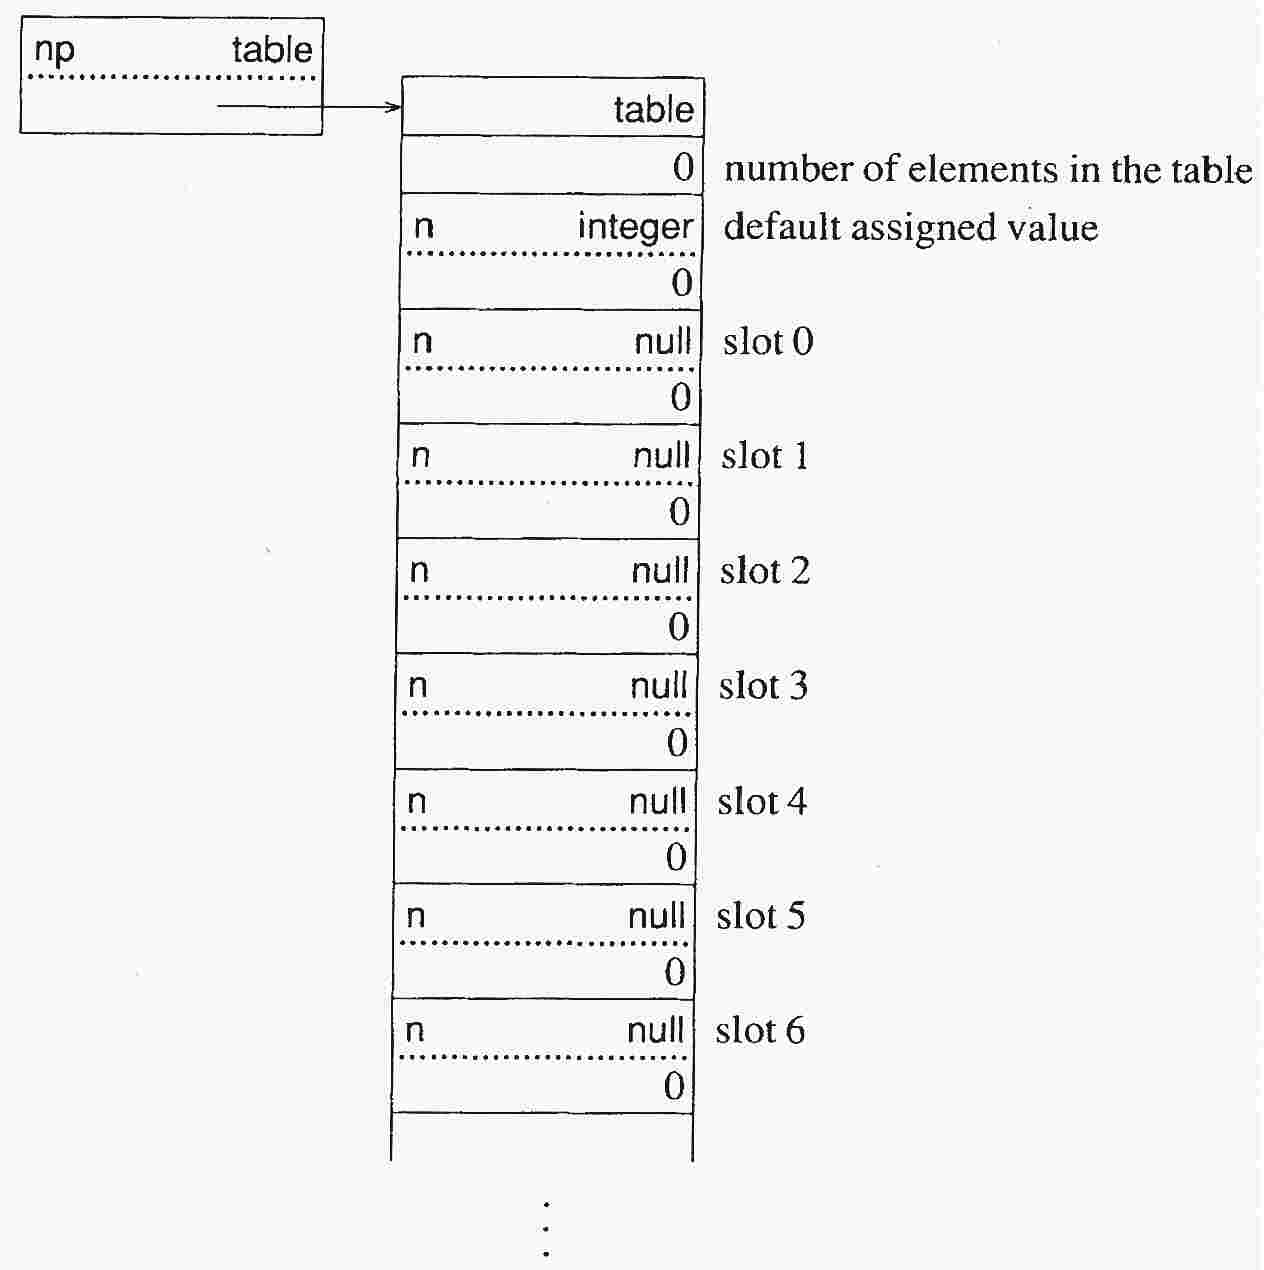 np table
table
0 number of elements in the table
n integer default assigned value
0
n null slot 0
0
n null slot 1
0
n null slot 2
0
n null slot 3
0
n null slot 4
0
n null slot 5
0
n null slot 6
0